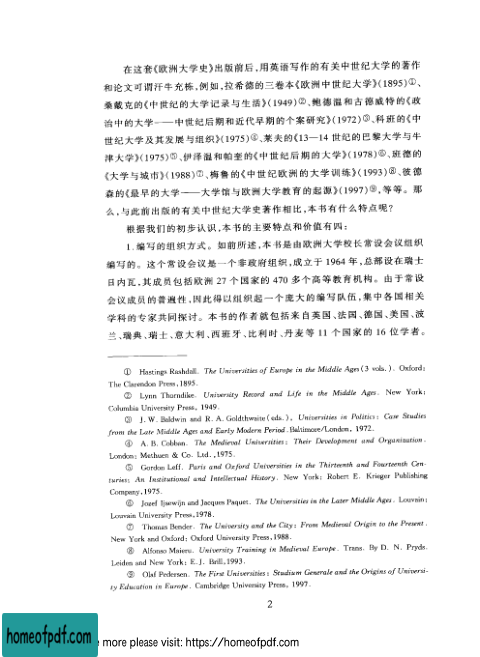 在这套《欧洲大学史》出版前后,用英语写作的有关中世纪大学的著作
和论文可谓汗牛充栋,例如,拉希德的三卷本《欧洲中世纪大学》(1895)①、
桑戴克的《中世纪的大学记录与生活》(1949)②、鲍德温和古德威特的《政
治中的大学——中世纪后期和近代早期的个案研究》(1972)③、科班的《中
世纪大学及其发展与组织》(1975)④、莱夫的《13—14世纪的巴黎大学与牛
津大学》(1975)⑤、伊泽温和帕奎的《中世纪后期的大学》(1978)⑥、班德的
《大学与城市》(1988)⑦、梅鲁的《中世纪欧洲的大学训练》(1993)⑧、彼德
森的《最早的大学——大学馆与欧洲大学教育的起源》(1997)⑨,等等。那
么,与此前出版的有关中世纪大学史著作相比,本书有什么特点呢?
根据我们的初步认识,本书的主要特点和价值有四:
1.编写的组织方式。如前所述,本书是由欧洲大学校长常设会议组织
编写的。这个常设会议是一个非政府组织,成立于1964年,总部设在瑞士
日内瓦,其成员包括欧洲27个国家的470多个高等教育机构。由于常设
会议成员的普遍性,因此得以组织起一个庞大的编写队伍,集中各国相关
学科的专家共同探讨。本书的作者就包括来自英国、法国、德国、美国、波
兰、瑞典、瑞士、意大利、西班牙、比利时、丹麦等11个国家的16位学者。
① Hastings Rashdall. The Universities of Europe in the Middle Ages(3 vols.). Oxford:
The Clarendon Press,1895.
② Lynn Thorndike. University Record and Life in the Middle Ages. New York:
Columbia University Press, 1949.
③ J. W. Baldwin and R. A. Goldthwaite(eds.), Universities in Politics: Case Studies
from the Late Middle Ages and Early Modern Period.Baltimore/London, 1972.
④ A. B. Cobban. The Medieval Universities: Their Development and Organization.
London: Methuen & Co. Ltd.,1975.
⑤ Gordon Leff. Paris and Oxford Universities in the Thirteenth and Fourteenth Cen-
turies: An Institutional and Intellectual History. New York: Robert E. Krieger Publishing
Company,1975.
⑥ Jozef Ijsewijn and Jacques Paquet. The Universities in the Later Middle Ages. Louvain:
Louvain University Press,1978.
⑦ Thomas Bender. The University and the City: From Medieval Origin to the Present.
New York and Oxford: Oxford University Press,1988.
⑧ Alfonso Maieru. University Training in Medieval Europe. Trans. By D. N. Pryds.
Leiden and New York: E.J. Brill,1993.
⑨ Olaf Pedersen. The First Universities: Studium Generale and the Origins of Universi-
ty Education in Europe. Cambridge University Press, 1997.
2
homeofpdf.com
e more please visit: https://homeofpdf.com